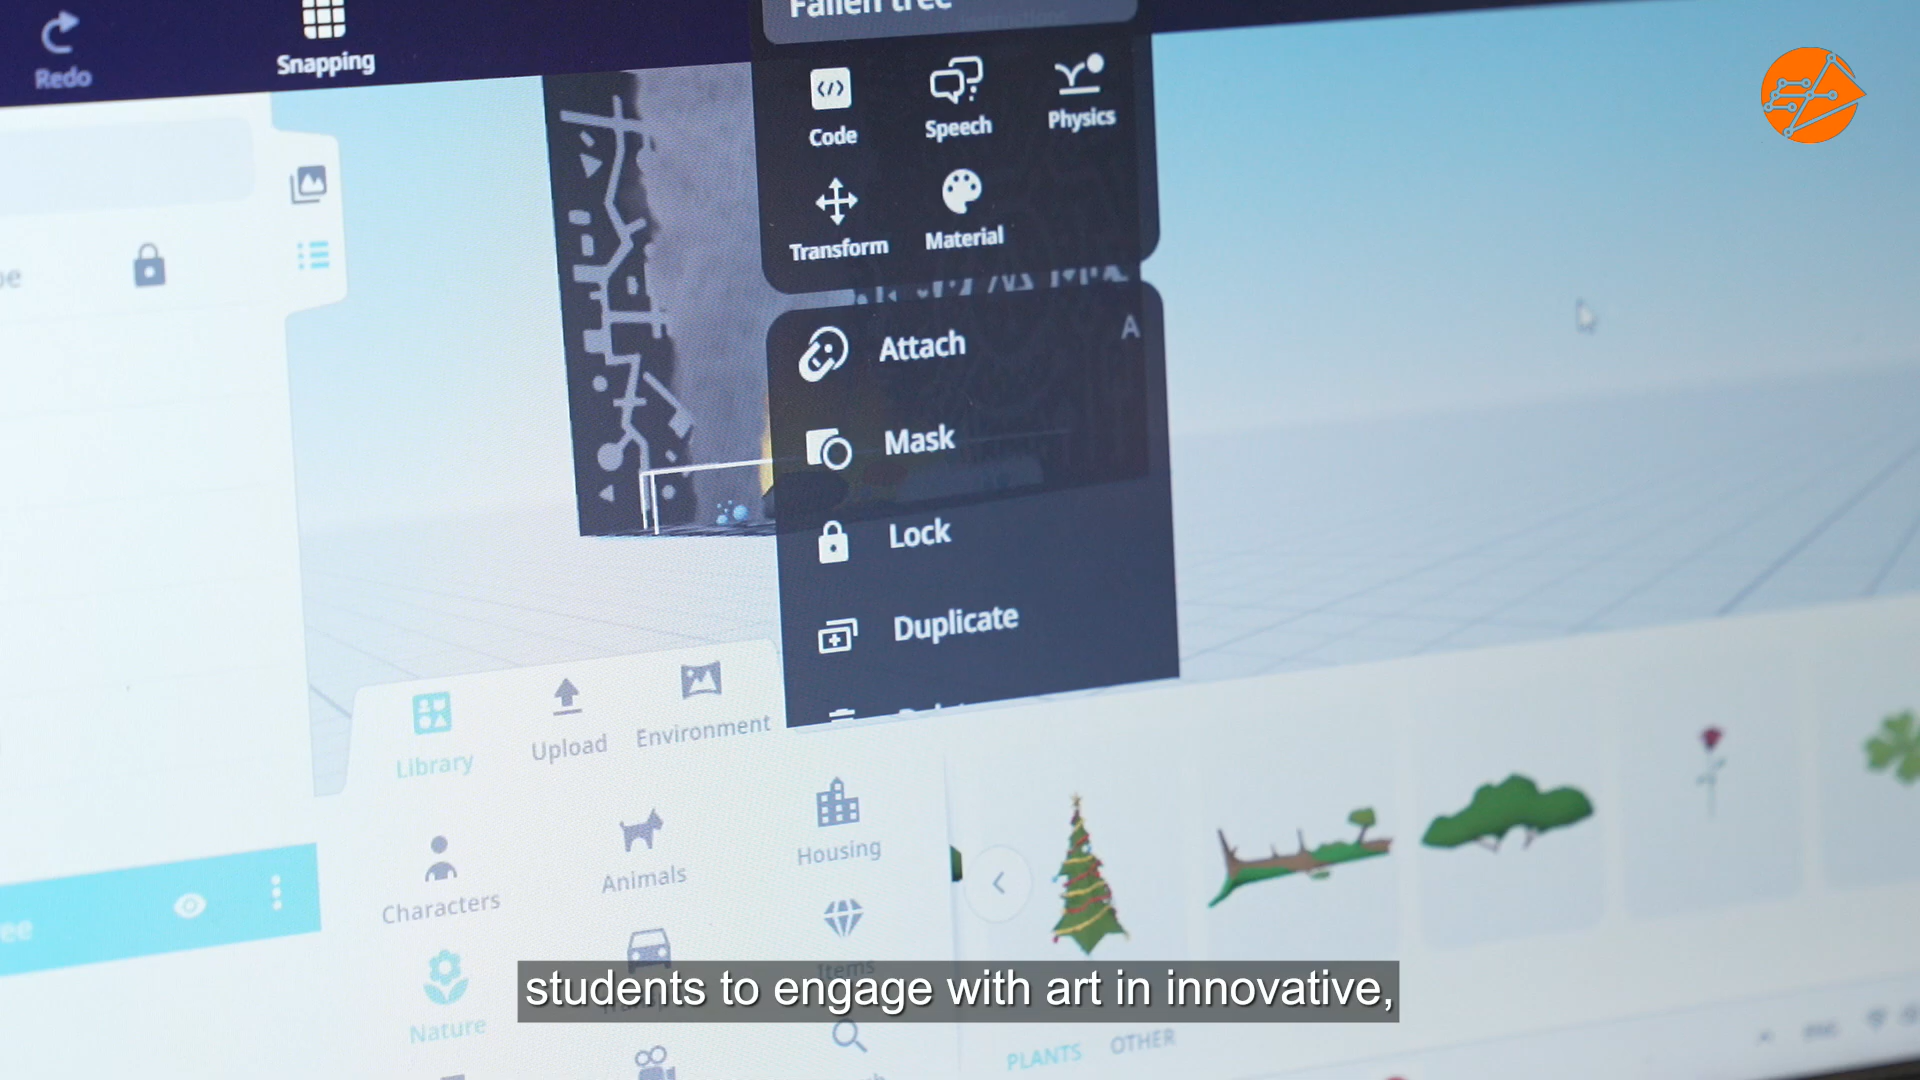 Redo
Snapping
Fallen tree
Code
Speech
Physics
Transform
Material
Attach
A
Mask
Lock
Duplicate
Library
Upload
Environment
Characters
Animals
Housing
Nature
Items
students to engage with art in innovative,
PLANTS
OTHER